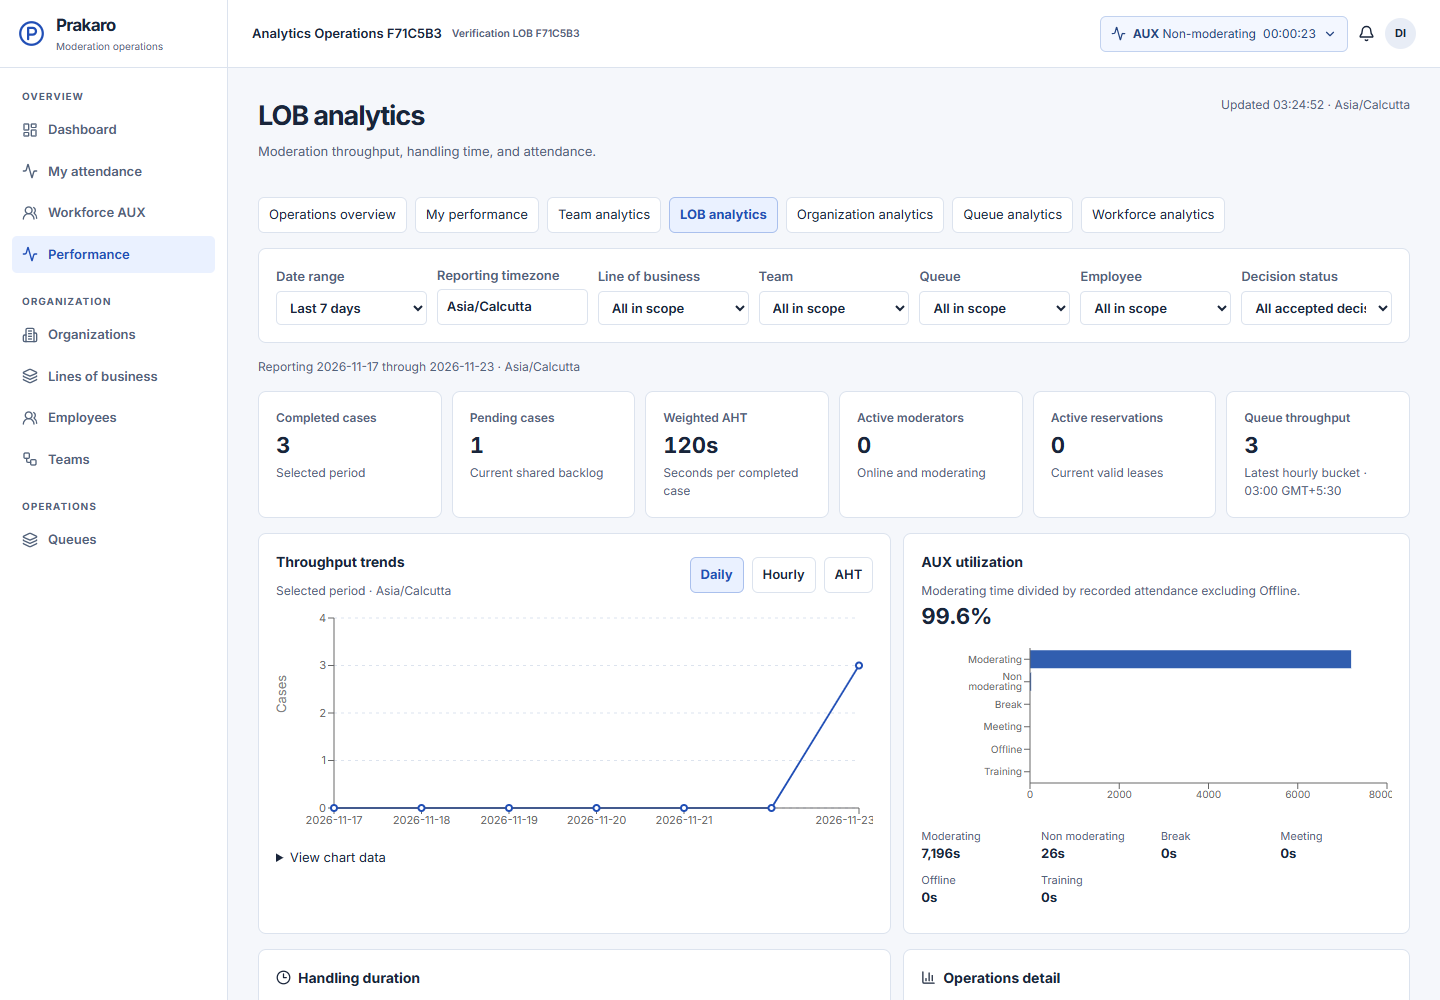 Prakaro
Moderation operations
Analytics Operations F71C5B3 Verification LOB F71C5B3
AUX Non-moderating 00:00:23
DI
OVERVIEW
Dashboard
My attendance
Workforce AUX
Performance
ORGANIZATION
Organizations
Lines of business
Employees
Teams
OPERATIONS
Queues
LOB analytics
Updated 03:24:52 · Asia/Calcutta
Moderation throughput, handling time, and attendance.
Operations overview My performance Team analytics LOB analytics Organization analytics Queue analytics Workforce analytics
Date range Reporting timezone Line of business Team Queue Employee Decision status
Last 7 days Asia/Calcutta All in scope All in scope All in scope All in scope All accepted decis
Reporting 2026-11-17 through 2026-11-23 · Asia/Calcutta
Completed cases
3
Selected period
Pending cases
1
Current shared backlog
Weighted AHT
120s
Seconds per completed
case
Active moderators
0
Online and moderating
Active reservations
0
Current valid leases
Queue throughput
3
Latest hourly bucket ·
03:00 GMT+5:30
Throughput trends
Selected period · Asia/Calcutta
Daily Hourly AHT
4
3
2
1
0
Cases
2026-11-17 2026-11-18 2026-11-19 2026-11-20 2026-11-21 2026-11-23
View chart data
AUX utilization
Moderating time divided by recorded attendance excluding Offline.
99.6%
Moderating
Non
moderating
Break
Meeting
Offline
Training
0 2000 4000 6000 8000
Moderating Non moderating Break Meeting
7,196s 26s 0s 0s
Offline Training
0s 0s
Handling duration
Operations detail